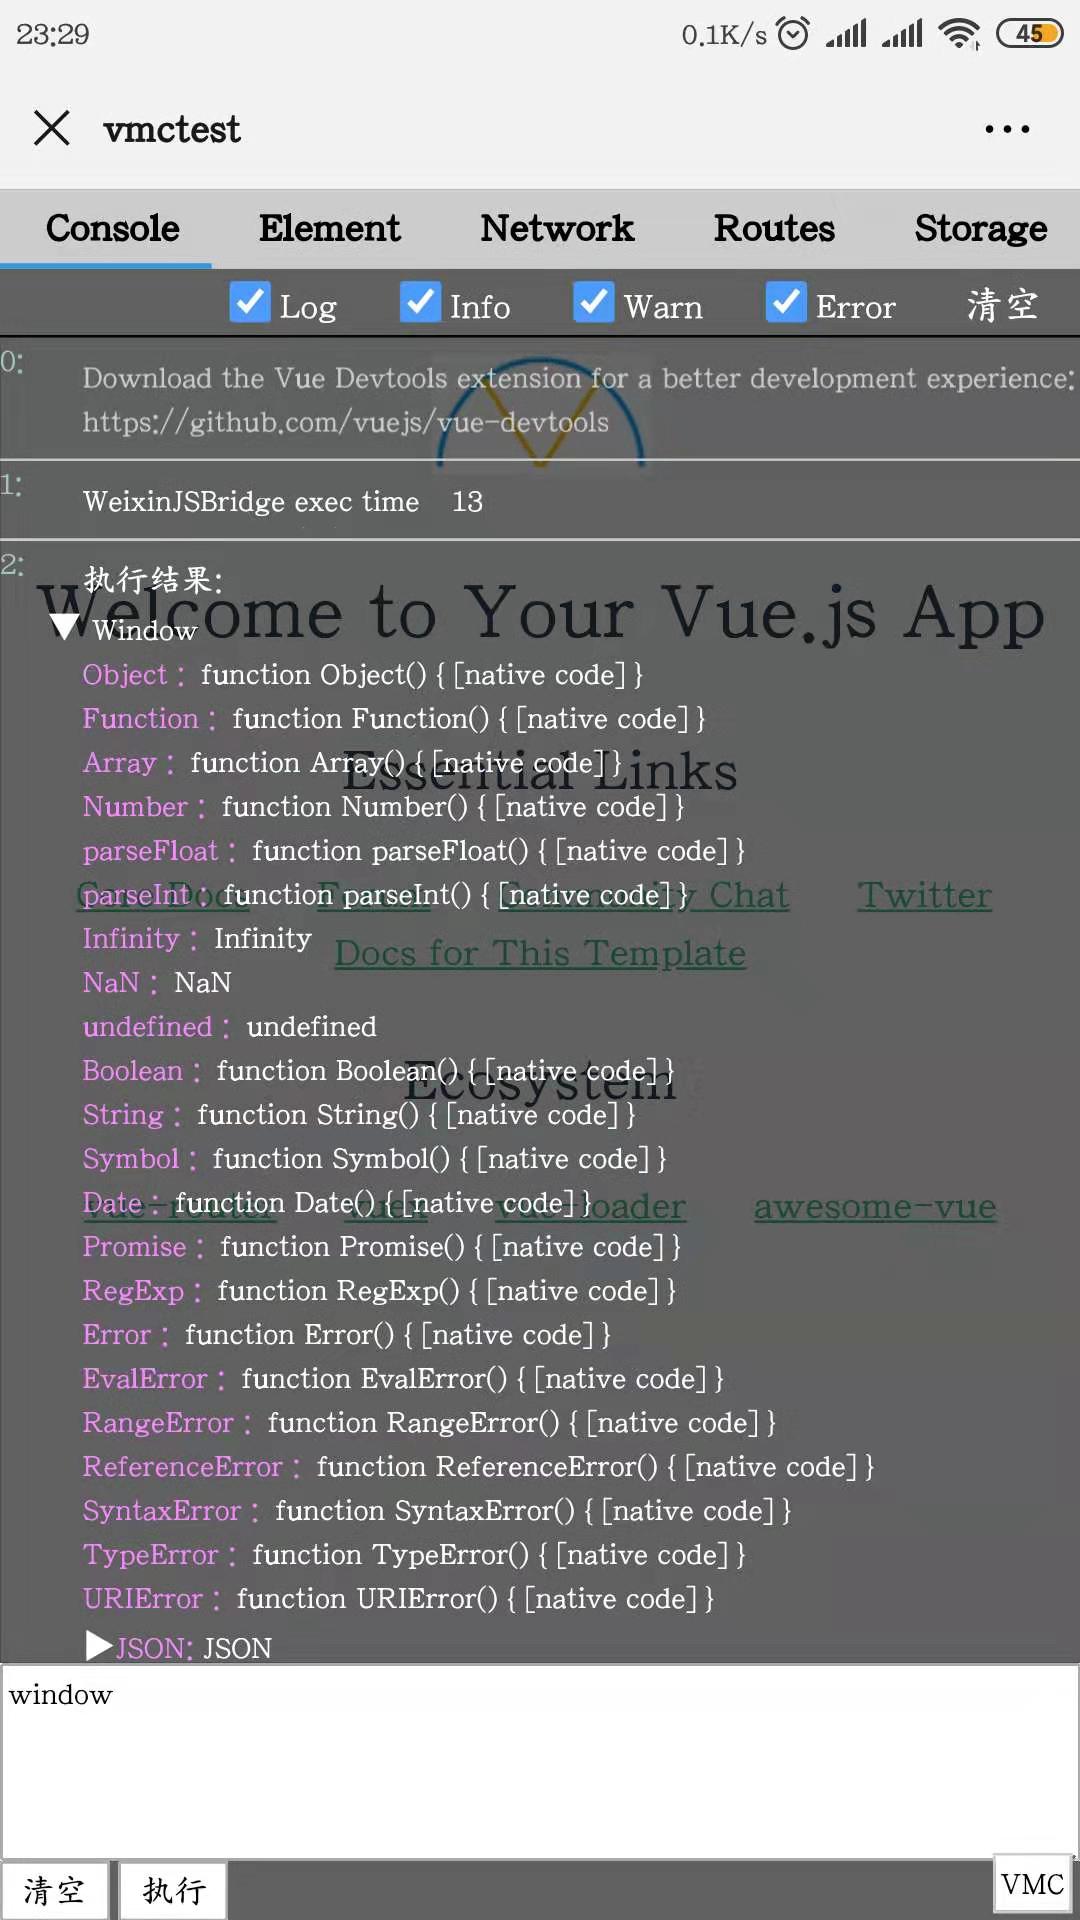 23:29 0.1K/s 45
vmctest
Console Element Network Routes Storage
Log Info Warn Error 清空
0: Download the Vue Devtools extension for a better development experience:
https://github.com/vuejs/vue-devtools
1: WeixinJSBridge exec time 13
2: 执行结果:
Welcome to Your Vue.js App
Window
Object: function Object() { [native code] }
Function: function Function() { [native code] }
Essential Links
Array: function Array() { [native code] }
Number: function Number() { [native code] }
parseFloat: function parseFloat() { [native code] }
parseInt: function parseInt() { [native code] }
Chat Twitter
Infinity: Infinity
Docs for This Template
NaN: NaN
undefined: undefined
Boolean: function Boolean() { [native code] }
Ecosystem
String: function String() { [native code] }
Symbol: function Symbol() { [native code] }
Date: function Date() { [native code] }
vue-router vue-loader awesome-vue
Promise: function Promise() { [native code] }
RegExp: function RegExp() { [native code] }
Error: function Error() { [native code] }
EvalError: function EvalError() { [native code] }
RangeError: function RangeError() { [native code] }
ReferenceError: function ReferenceError() { [native code] }
SyntaxError: function SyntaxError() { [native code] }
TypeError: function TypeError() { [native code] }
URIError: function URIError() { [native code] }
JSON: JSON
window
清空 执行 VMC